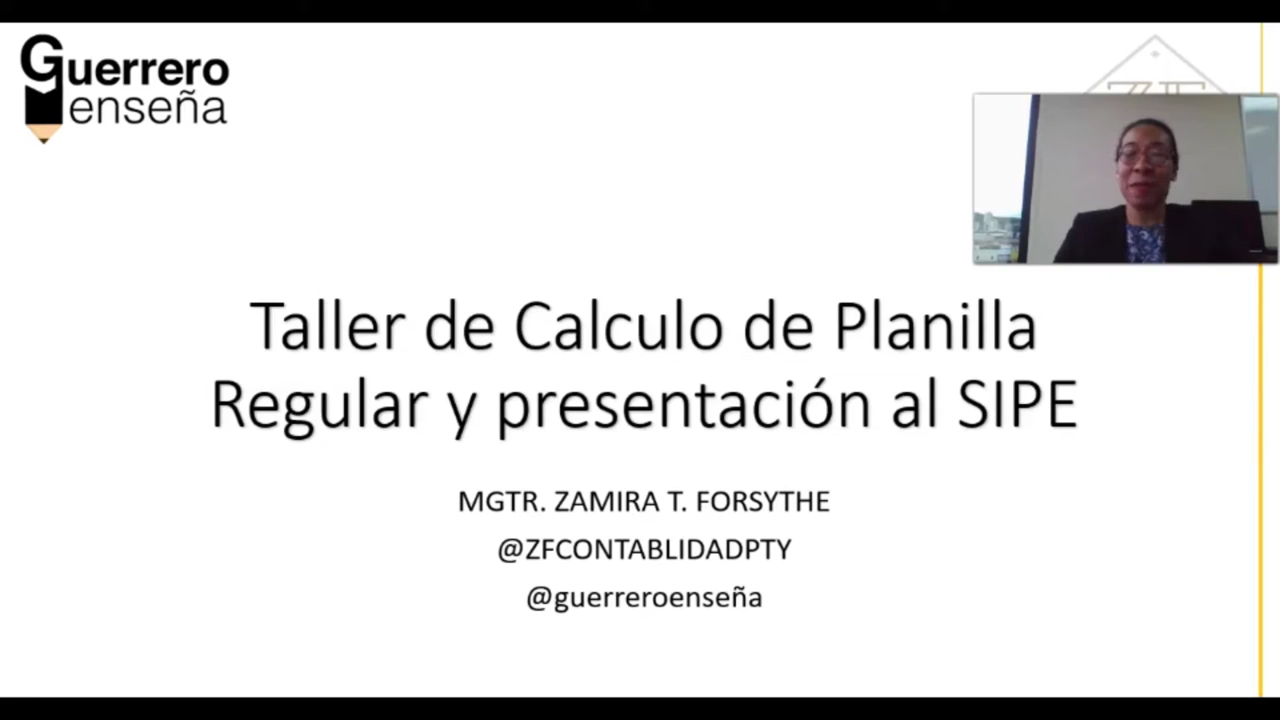 Guerrero
enseña
Taller de Calculo de Planilla
Regular y presentación al SIPE
MGTR. ZAMIRA T. FORSYTHE
@ZFCONTABLIDADPTY
@guerreroenseña